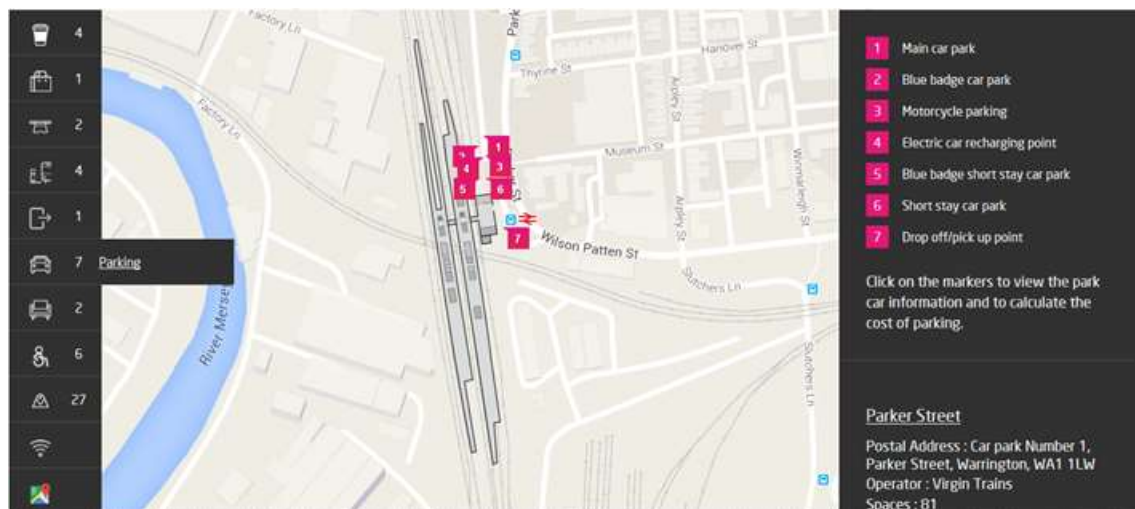 4
1
2
4
1
7 Parking
2
6
27
Factory Ln
Factory Ln
River Mersey
Park
Thynne St
Hanover St
Arpley St
Museum St
Winmarleigh St
Arpley St
Wilson Patten St
Slutchers Ln
Slutchers Ln
1
3
4
5
6
7
1 Main car park
2 Blue badge car park
3 Motorcycle parking
4 Electric car recharging point
5 Blue badge short stay car park
6 Short stay car park
7 Drop off/pick up point
Click on the markers to view the park
car information and to calculate the
cost of parking.
Parker Street
Postal Address : Car park Number 1,
Parker Street, Warrington, WA1 1LW
Operator : Virgin Trains
Spaces : 81